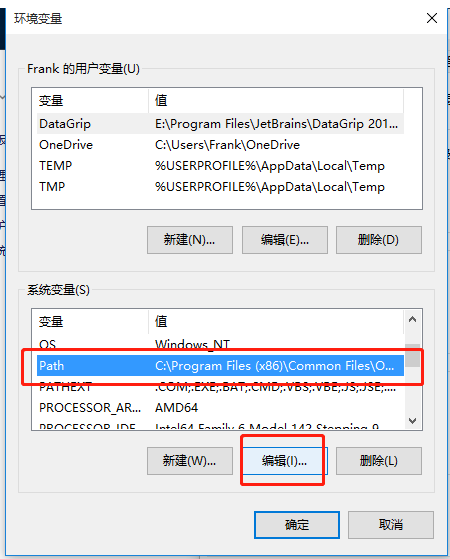 环境变量
Frank 的用户变量(U)
变量 值
DataGrip E:\Program Files\JetBrains\DataGrip 201...
OneDrive C:\Users\Frank\OneDrive
TEMP %USERPROFILE%\AppData\Local\Temp
TMP %USERPROFILE%\AppData\Local\Temp
新建(N)... 编辑(E)... 删除(D)
系统变量(S)
变量 值
OS Windows_NT
Path C:\Program Files (x86)\Common Files\O...
PATHEXT .COM;.EXE;.BAT;.CMD;.VBS;.VBE;.JS;.JSE;....
PROCESSOR_AR... AMD64
PROCESSOR_IDE... Intel64 Family 6 Model 142 Stepping 9
新建(W)... 编辑(I)... 删除(L)
确定 取消